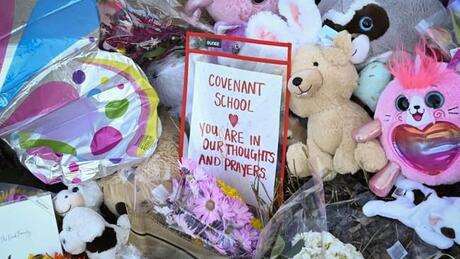 COVENANT
SCHOOL
♥
YOU ARE IN
OUR THOUGHTS
AND PRAYERS